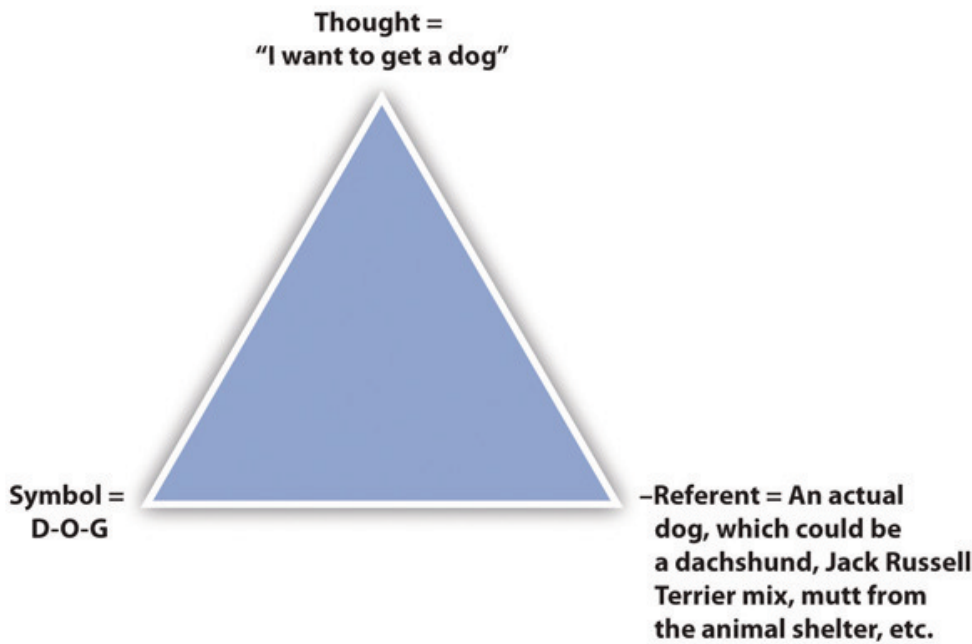 Thought =
“I want to get a dog”
Symbol =
D-O-G
–Referent = An actual
dog, which could be
a dachshund, Jack Russell
Terrier mix, mutt from
the animal shelter, etc.